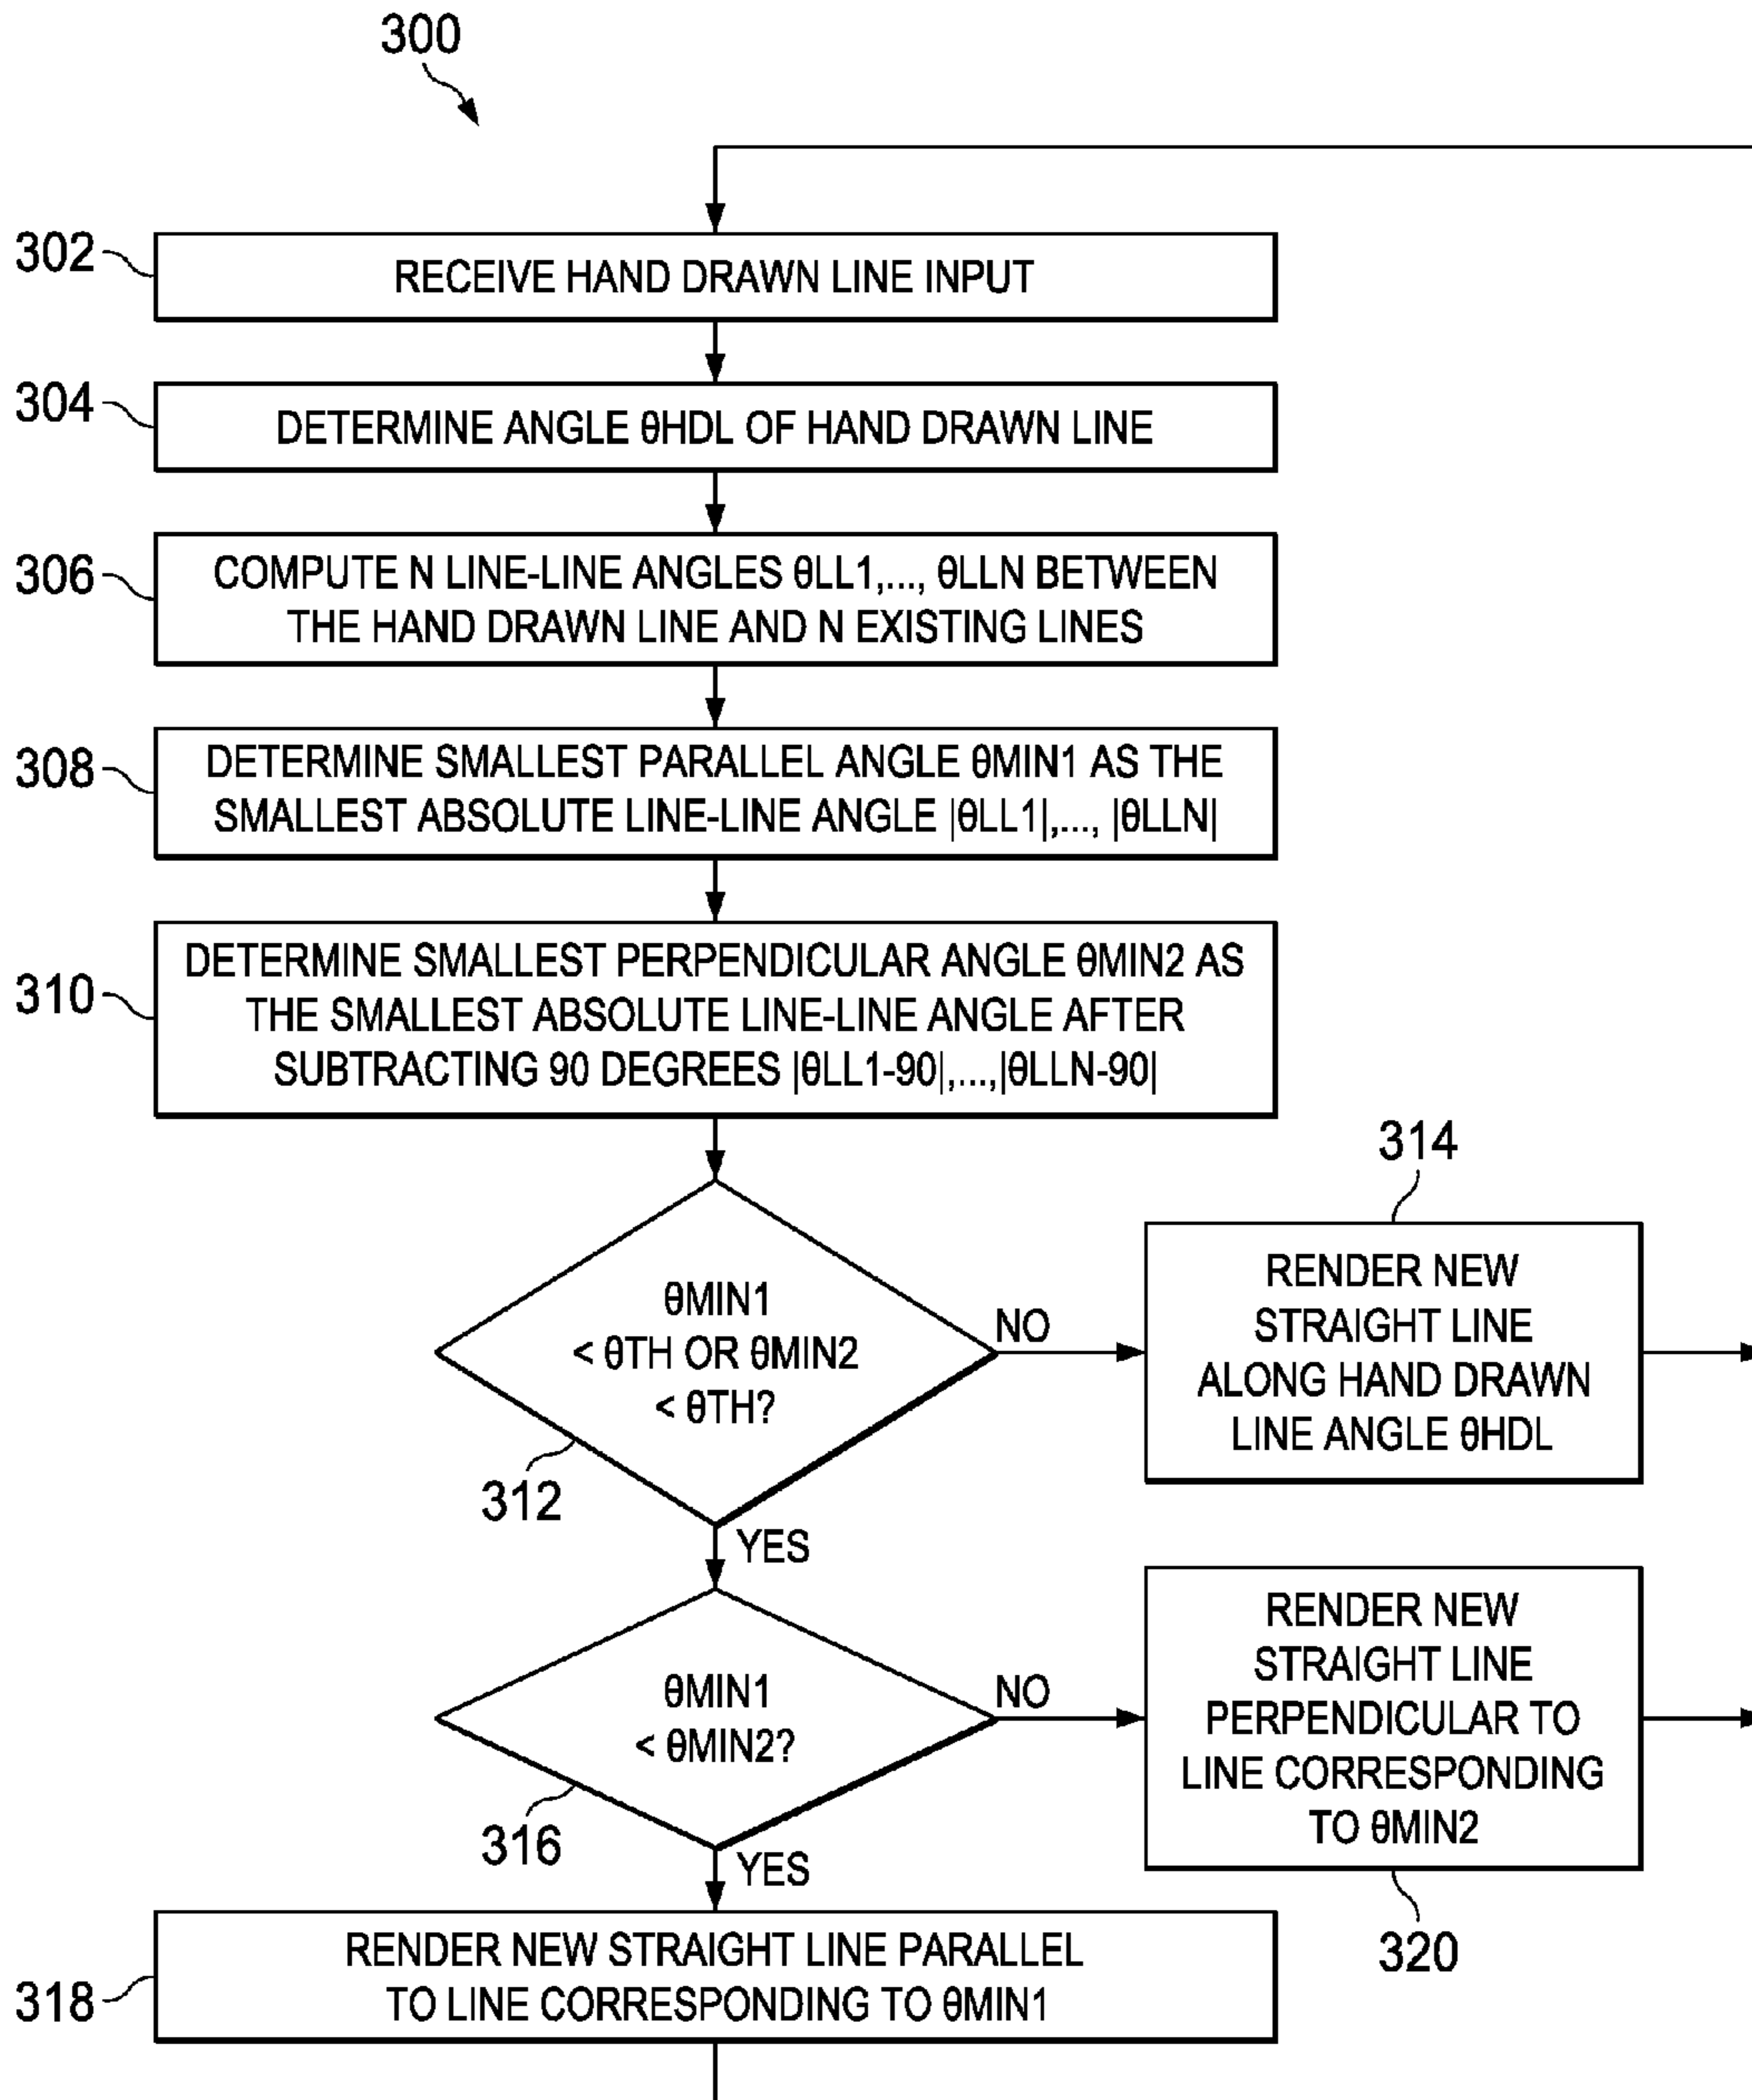 300
302
RECEIVE HAND DRAWN LINE INPUT
304
DETERMINE ANGLE θHDL OF HAND DRAWN LINE
306
COMPUTE N LINE-LINE ANGLES θLL1,..., θLLN BETWEEN
THE HAND DRAWN LINE AND N EXISTING LINES
308
DETERMINE SMALLEST PARALLEL ANGLE θMIN1 AS THE
SMALLEST ABSOLUTE LINE-LINE ANGLE |θLL1|,..., |θLLN|
310
DETERMINE SMALLEST PERPENDICULAR ANGLE θMIN2 AS
THE SMALLEST ABSOLUTE LINE-LINE ANGLE AFTER
SUBTRACTING 90 DEGREES |θLL1-90|,...,|θLLN-90|
312
θMIN1
< θTH OR θMIN2
< θTH?
NO
314
RENDER NEW
STRAIGHT LINE
ALONG HAND DRAWN
LINE ANGLE θHDL
YES
316
θMIN1
< θMIN2?
NO
RENDER NEW
STRAIGHT LINE
PERPENDICULAR TO
LINE CORRESPONDING
TO θMIN2
320
YES
318
RENDER NEW STRAIGHT LINE PARALLEL
TO LINE CORRESPONDING TO θMIN1